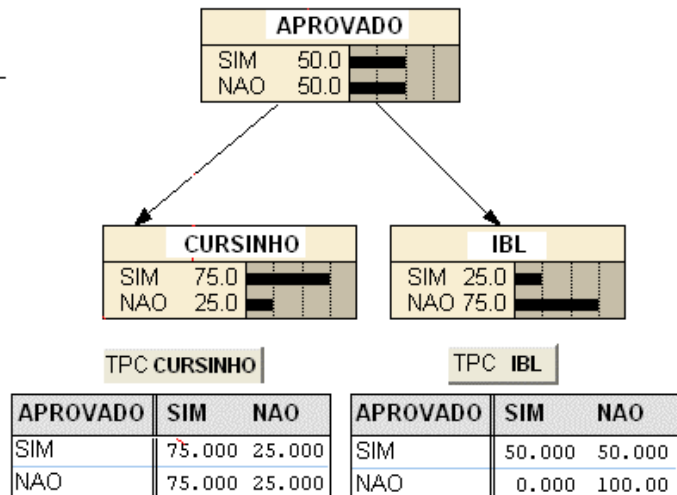 APROVADO
SIM 50.0
NAO 50.0
CURSINHO
SIM 75.0
NAO 25.0
IBL
SIM 25.0
NAO 75.0
TPC CURSINHO
APROVADO SIM NAO
SIM 75.000 25.000
NAO 75.000 25.000
TPC IBL
APROVADO SIM NAO
SIM 50.000 50.000
NAO 0.000 100.00